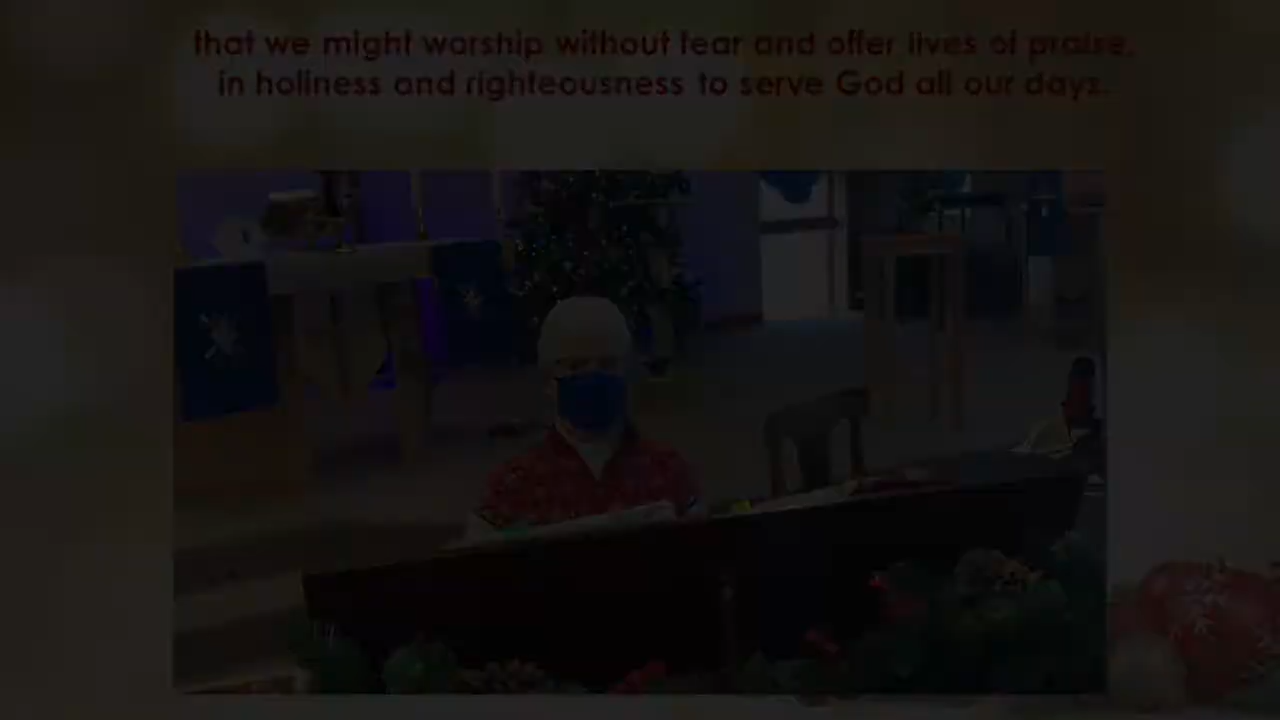 that we might worship without fear and offer lives of praise,
in holiness and righteousness to serve God all our days.